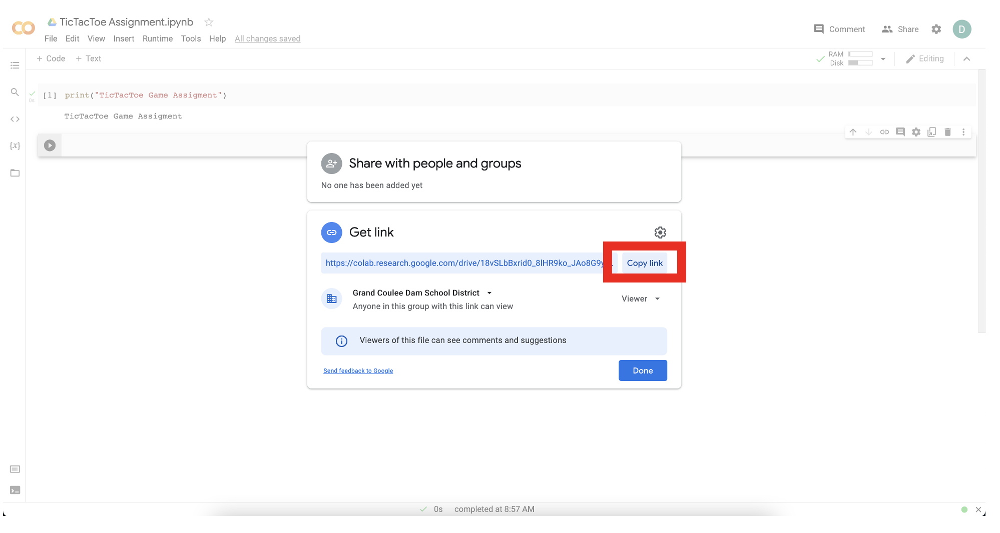 TicTacToe Assignment.ipynb
File Edit View Insert Runtime Tools Help All changes saved
Comment Share D
+ Code + Text
RAM
Disk
Editing
[1] print("TicTacToe Game Assigment")
0s
TicTacToe Game Assigment
{x}
Share with people and groups
No one has been added yet
Get link
https://colab.research.google.com/drive/18vSLbBxrid0_8lHR9ko_JAo8G9y
Copy link
Grand Coulee Dam School District
Anyone in this group with this link can view
Viewer
Viewers of this file can see comments and suggestions
Send feedback to Google
Done
0s completed at 8:57 AM